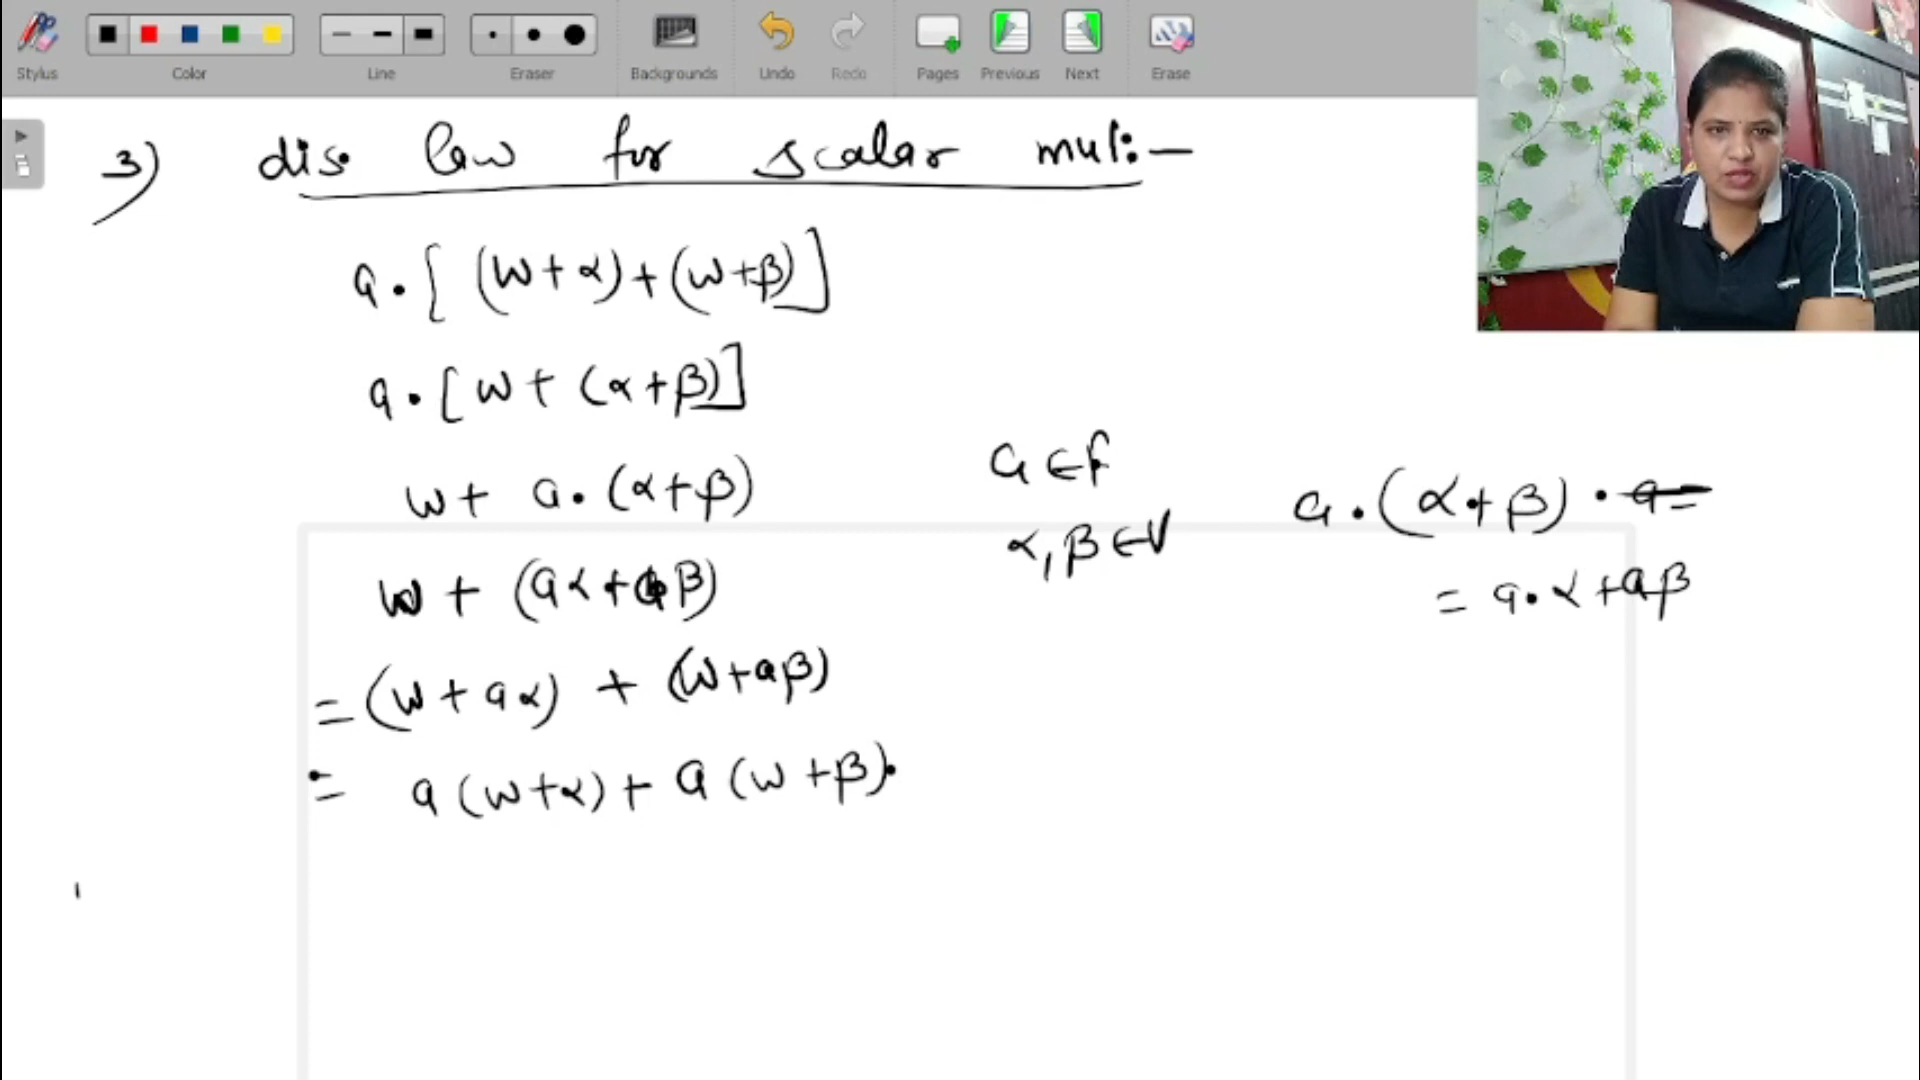 Stylus
Color
Line
Eraser
Backgrounds
Undo
Redo
Pages
Previous
Next
Erase
3) dis. law for scalar mul:—
a.[(w+α)+(w+β)]
a.[w+(α+β)]
w+ a.(α+β)
w+(aα+aβ)
=(w+aα) + (w+aβ)
= a(w+α)+a(w+β).
a∈f
α,β∈V
a.(α+β).a=
= a.α+aβ